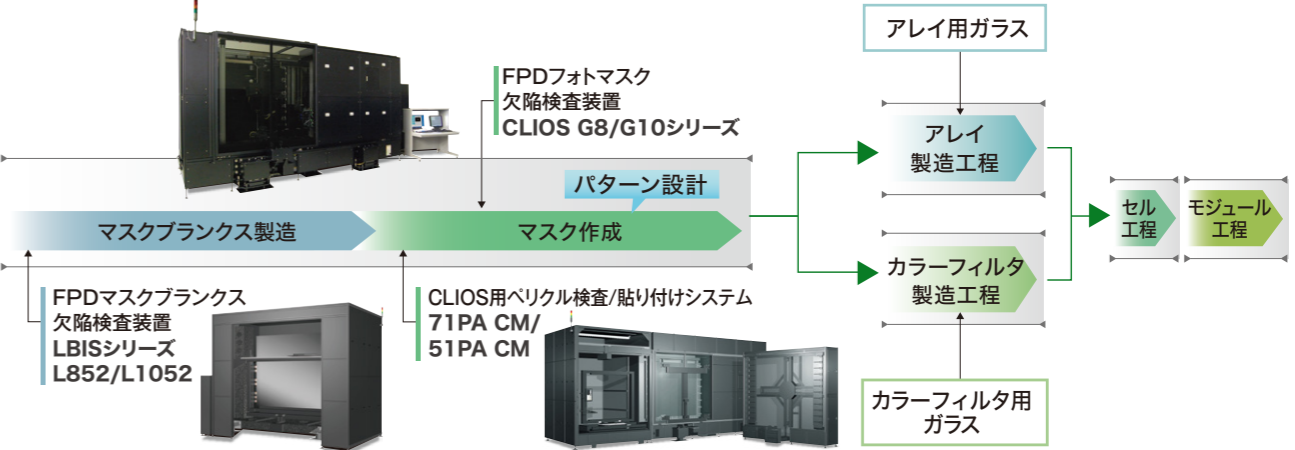 アレイ用ガラス
FPDフォトマスク
欠陥検査装置
CLIOS G8/G10シリーズ
アレイ
製造工程
パターン設計
マスクブランクス製造
マスク作成
セル
工程
モジュール
工程
カラーフィルタ
製造工程
FPDマスクブランクス
欠陥検査装置
LBISシリーズ
L852/L1052
CLIOS用ペリクル検査/貼り付けシステム
71PA CM/
51PA CM
カラーフィルタ用
ガラス